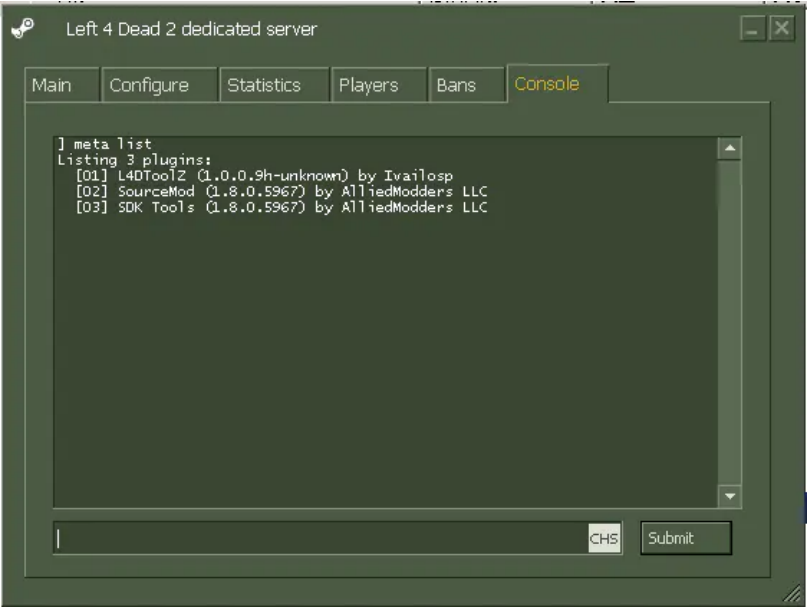 Left 4 Dead 2 dedicated server
Main Configure Statistics Players Bans Console
] meta list
Listing 3 plugins:
[01] L4DToolZ (1.0.0.9h-unknown) by Ivailosp
[02] SourceMod (1.8.0.5967) by AlliedModders LLC
[03] SDK Tools (1.8.0.5967) by AlliedModders LLC
CHS Submit